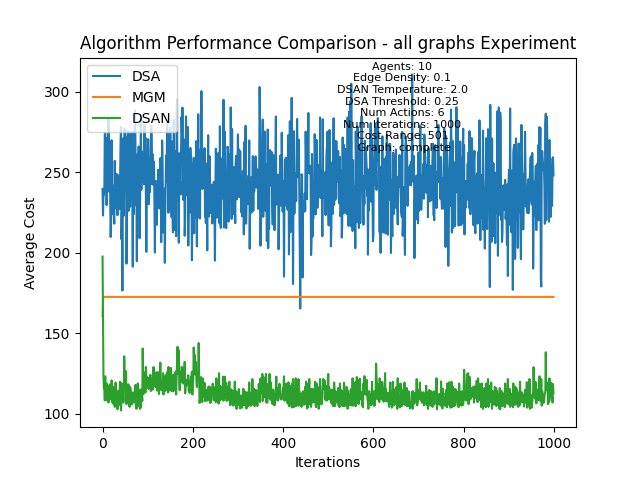 Algorithm Performance Comparison - all graphs Experiment
DSA
MGM
DSAN
Agents: 10
Edge Density: 0.1
DSAN Temperature: 2.0
DSA Threshold: 0.25
Num Actions: 6
Num Iterations: 1000
Cost Range: 501
Graph: complete
Average Cost
300
250
200
150
100
0 200 400 600 800 1000
Iterations